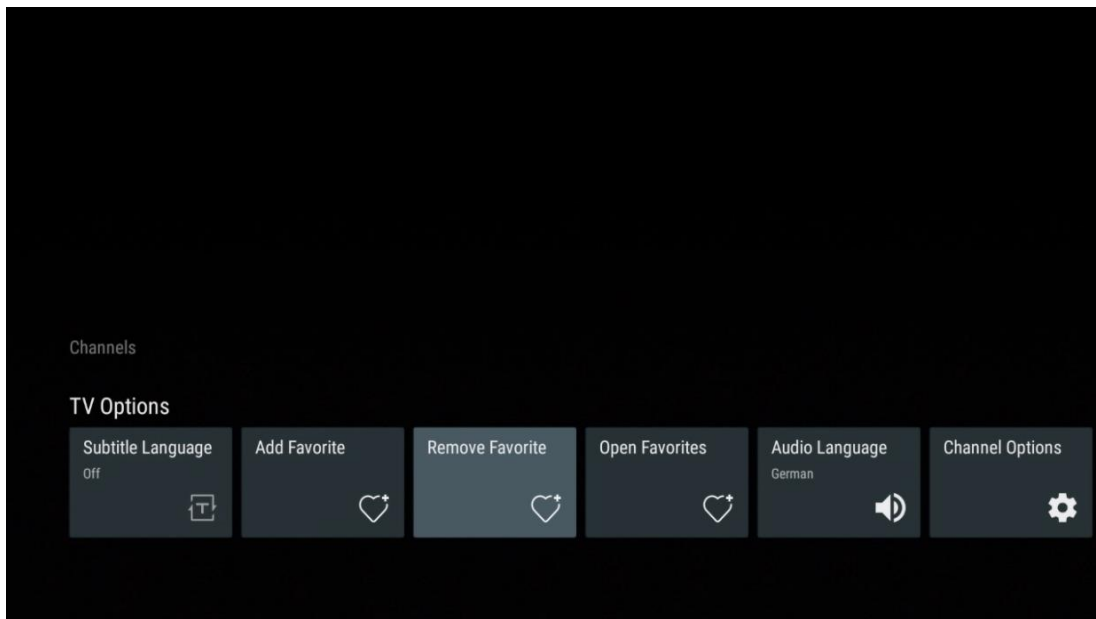 Channels
TV Options
Subtitle Language
Off
Add Favorite
Remove Favorite
Open Favorites
Audio Language
German
Channel Options